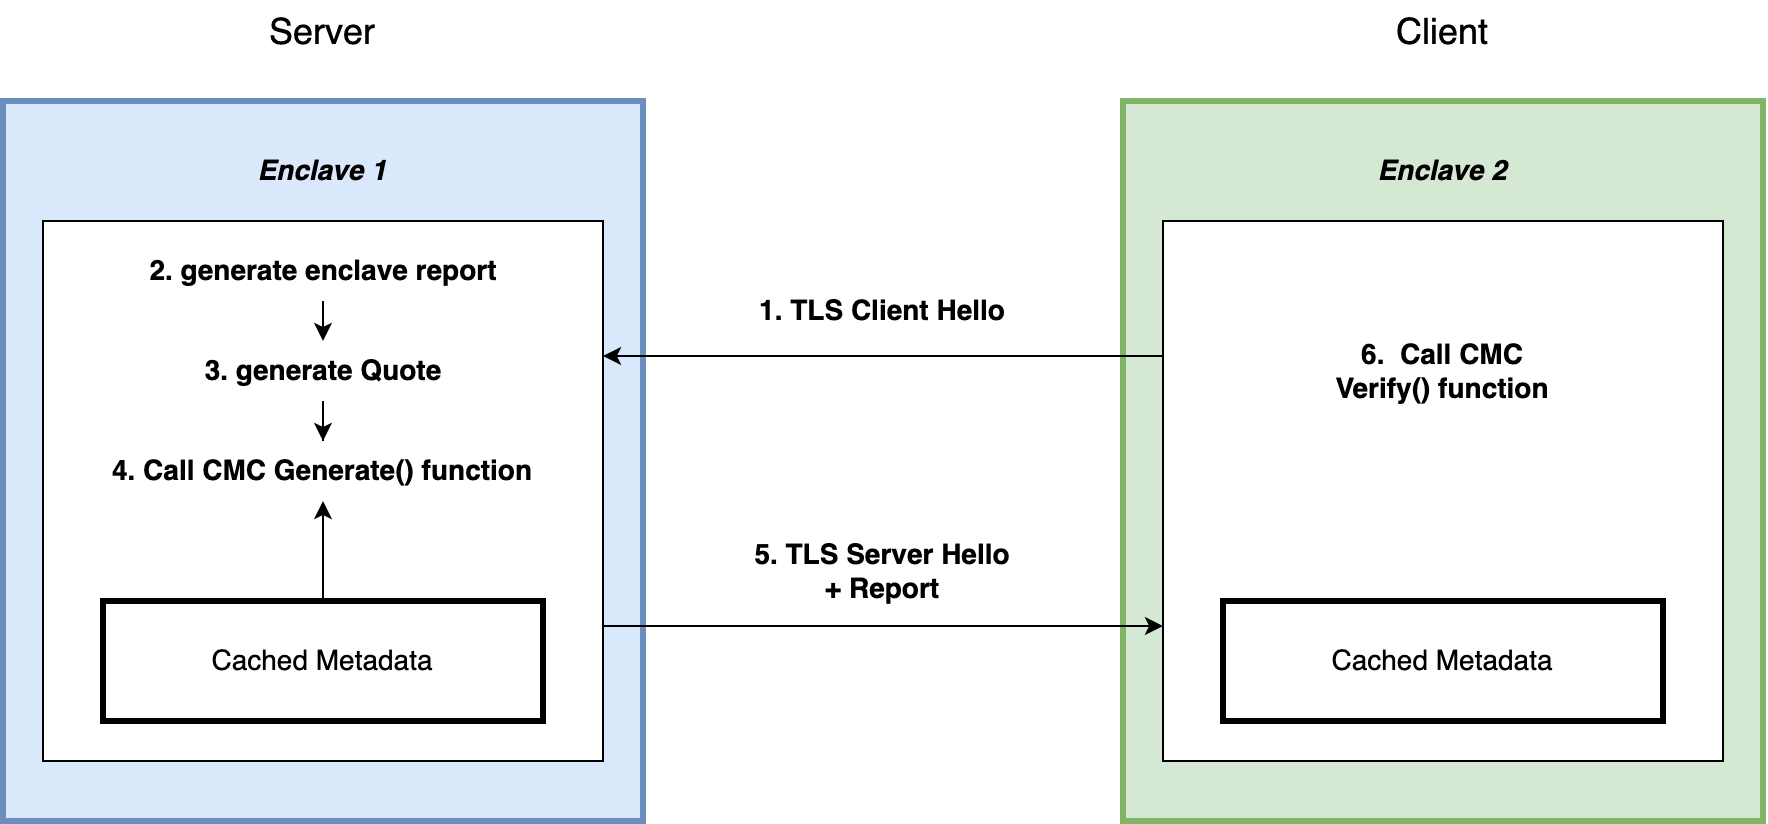 Server
Client
Enclave 1
Enclave 2
2. generate enclave report
3. generate Quote
4. Call CMC Generate() function
Cached Metadata
1. TLS Client Hello
5. TLS Server Hello
+ Report
6. Call CMC
Verify() function
Cached Metadata